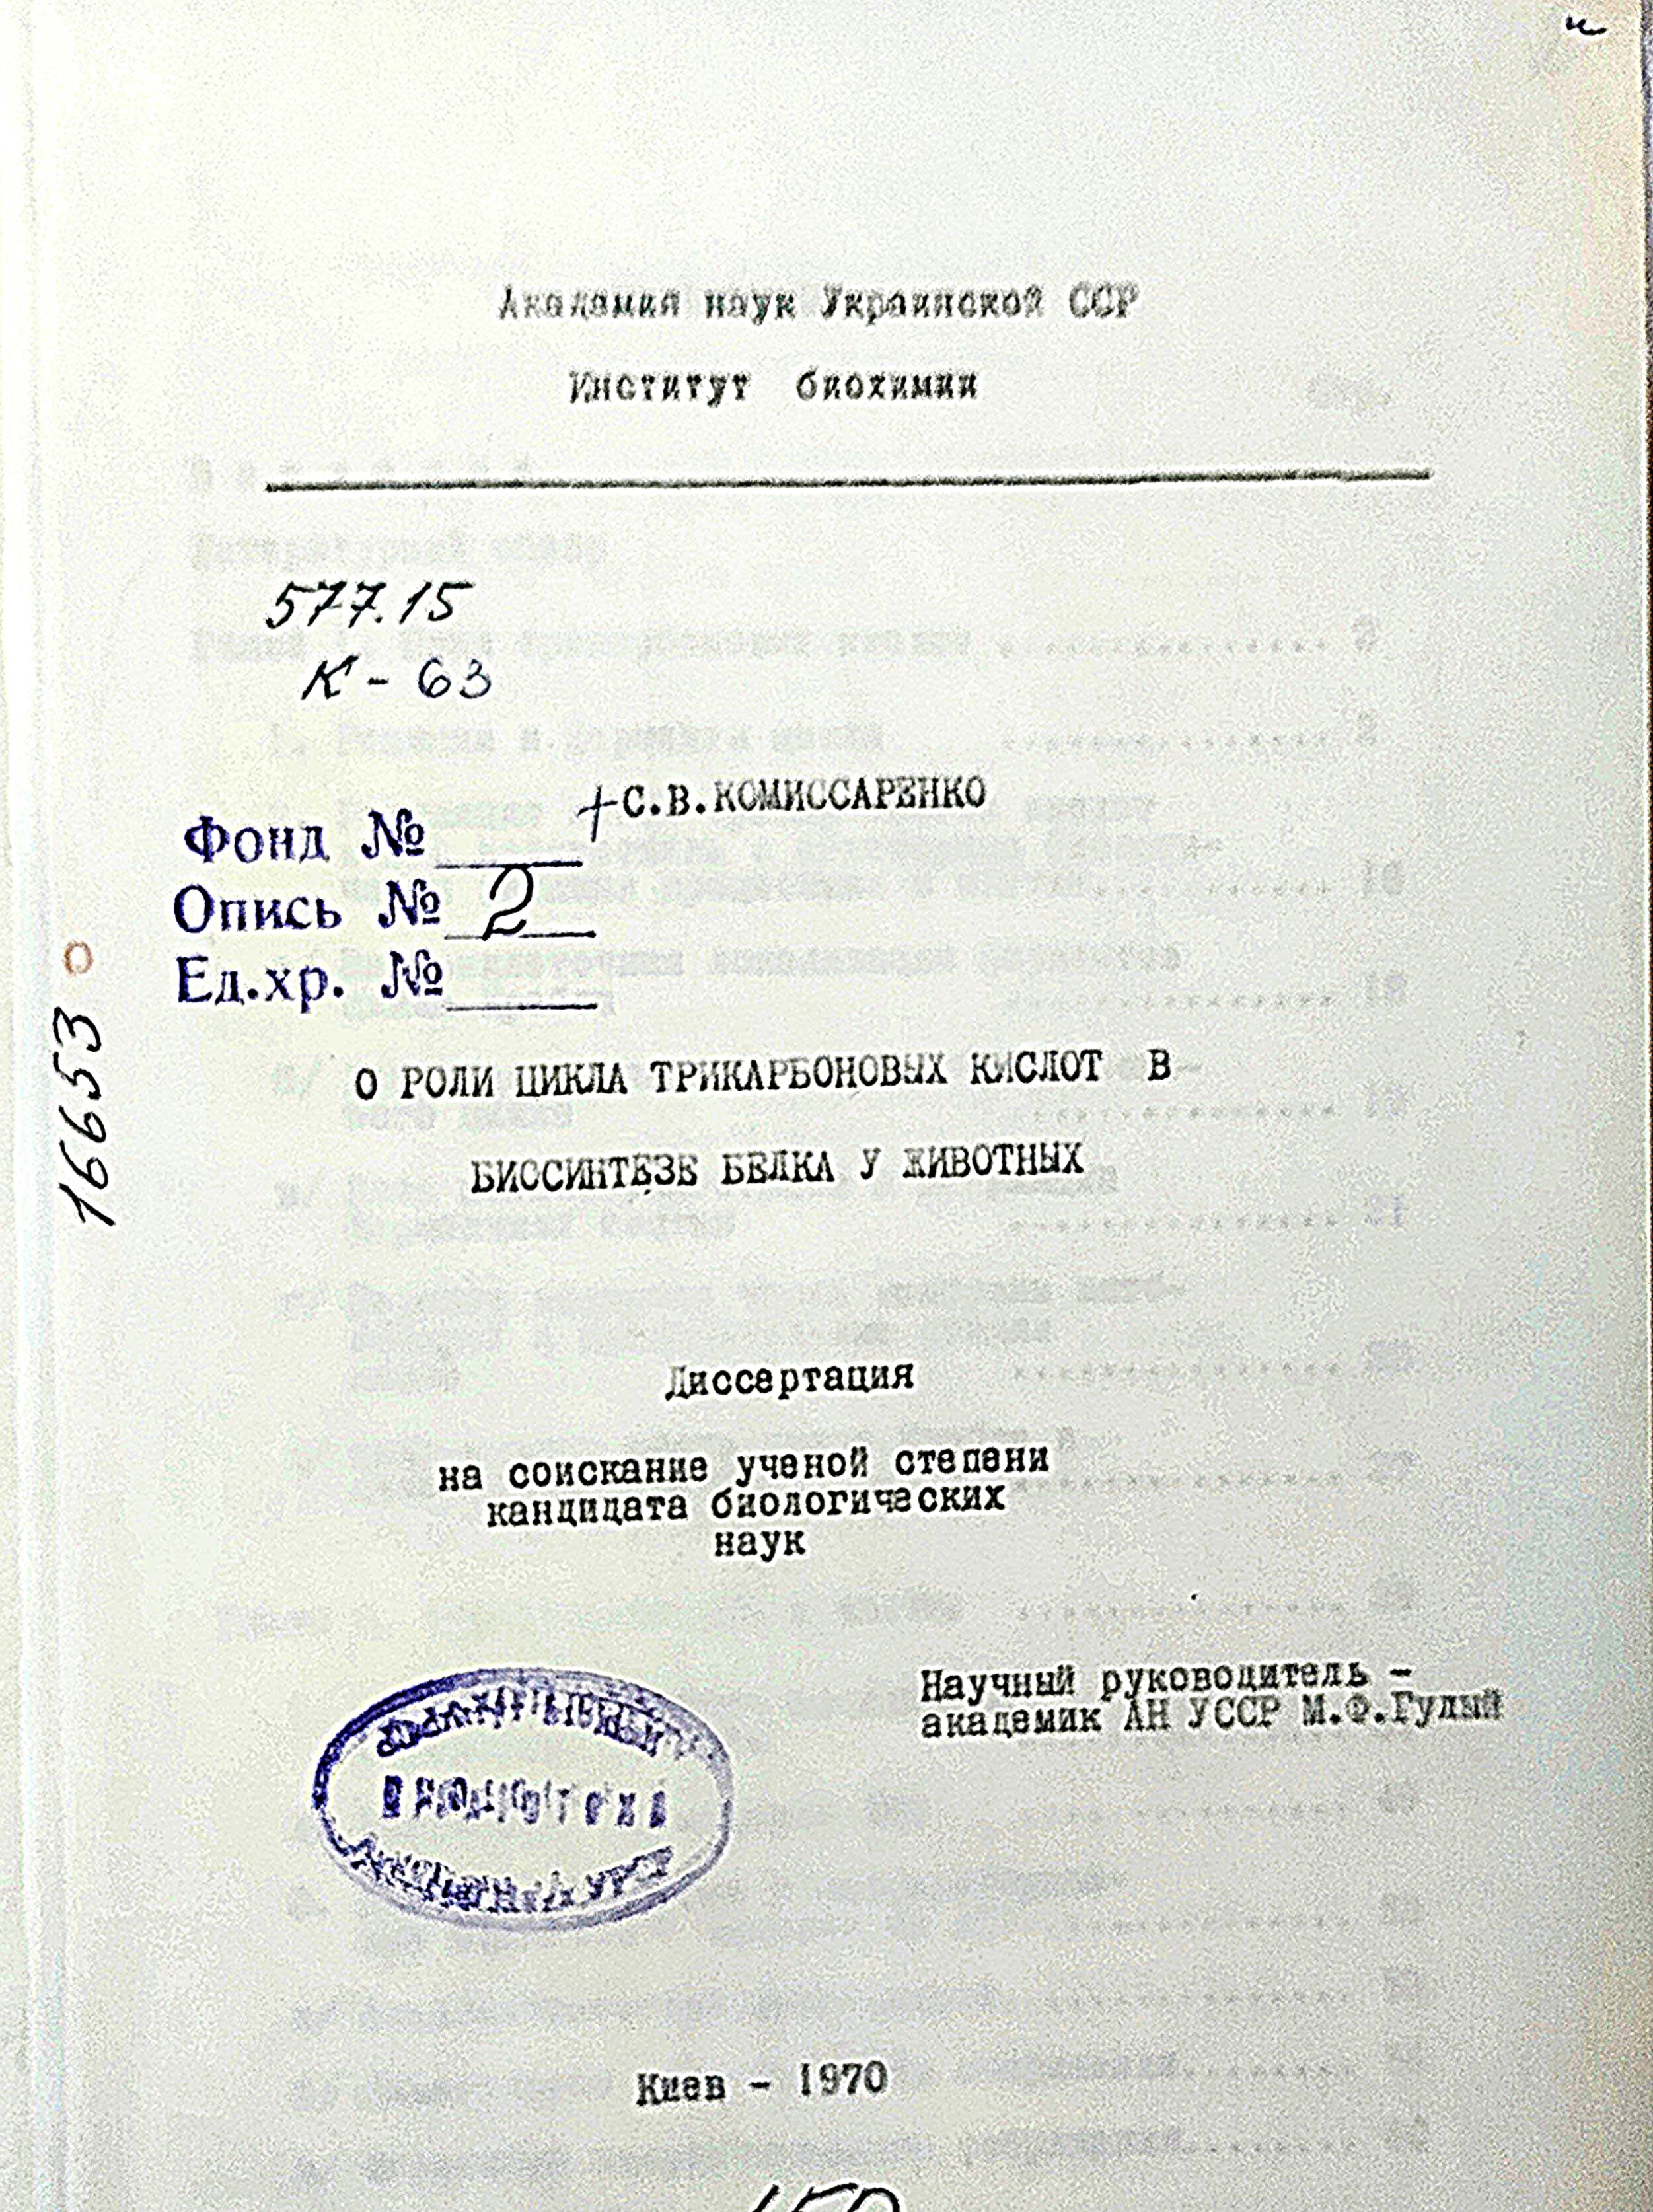 Академия наук Украинской ССР
Институт биохимии
577.15
К - 63
С.В.КОМИССАРЕНКО
Фонд №
Опись № 2
Ед.хр. №
16653
О РОЛИ ЦИКЛА ТРИКАРБОНОВЫХ КИСЛОТ В
БИОСИНТЕЗЕ БЕЛКА У ЖИВОТНЫХ
Диссертация
на соискание ученой степени
кандидата биологических
наук
Научный руководитель –
академик АН УССР М.Ф.Гулый
Киев - 1970